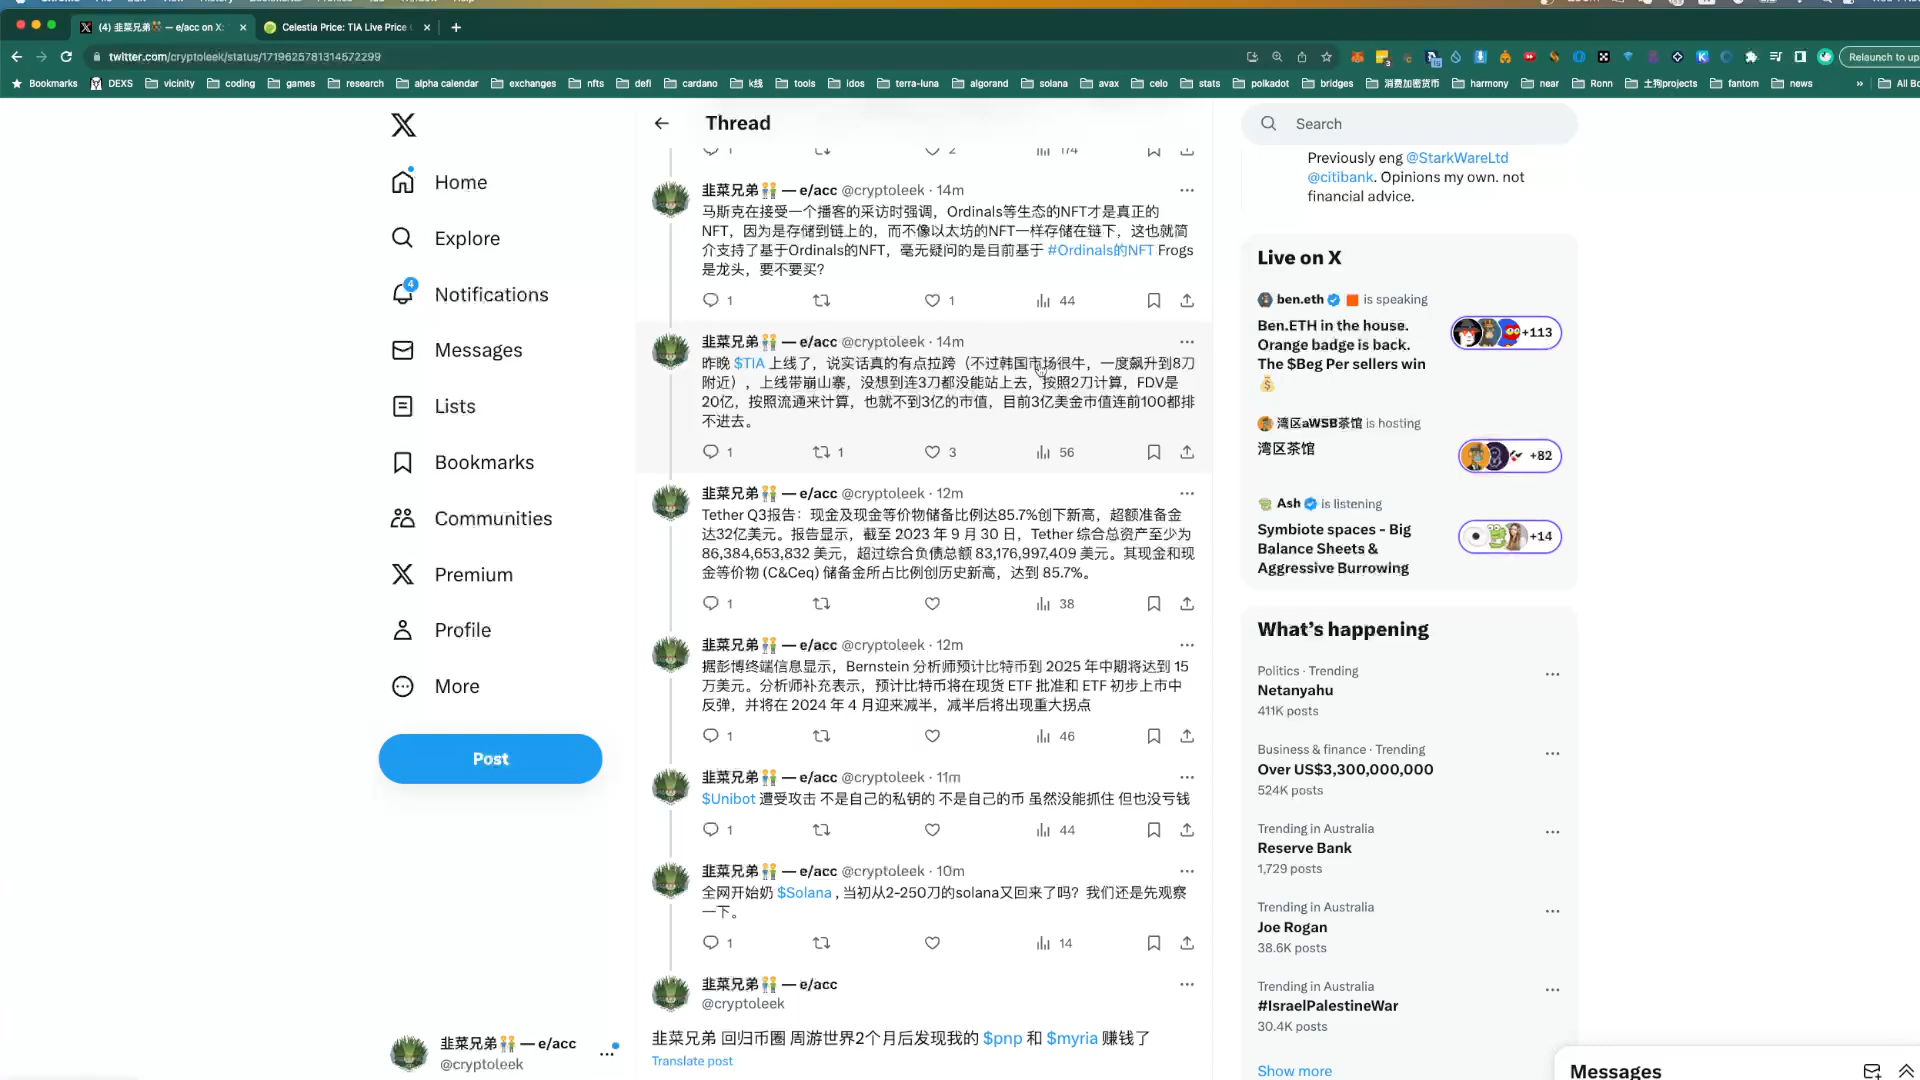 (4) 韭菜兄弟 — e/acc on X:
Celestia Price: TIA Live Price
twitter.com/cryptoleek/status/1719625781314572299
Relaunch to up
Bookmarks
DEXS
vicinity
coding
games
research
alpha calendar
exchanges
nfts
defi
cardano
k线
tools
idos
terra-luna
algorand
solana
avax
celo
stats
polkadot
bridges
消费加密货币
harmony
near
Ronn
土狗projects
fantom
news
»
All Bo
Home
Explore
4
Notifications
Messages
Lists
Bookmarks
Communities
Premium
Profile
More
Post
韭菜兄弟 — e/acc
@cryptoleek
Thread
1 2 174
韭菜兄弟 — e/acc @cryptoleek · 14m
马斯克在接受一个播客的采访时强调，Ordinals等生态的NFT才是真正的
NFT，因为是存储到链上的，而不像以太坊的NFT一样存储在链下，这也就简
介支持了基于Ordinals的NFT，毫无疑问的是目前基于 #Ordinals的NFT Frogs
是龙头，要不要买？
1 1 44
韭菜兄弟 — e/acc @cryptoleek · 14m
昨晚 $TIA 上线了，说实话真的有点拉跨（不过韩国市场很牛，一度飙升到8刀
附近），上线带崩山寨，没想到连3刀都没能站上去，按照2刀计算，FDV是
20亿，按照流通来计算，也就不到3亿的市值，目前3亿美金市值连前100都排
不进去。
1 1 3 56
韭菜兄弟 — e/acc @cryptoleek · 12m
Tether Q3报告：现金及现金等价物储备比例达85.7%创下新高，超额准备金
达32亿美元。报告显示，截至 2023 年 9 月 30 日，Tether 综合总资产至少为
86,384,653,832 美元，超过综合负债总额 83,176,997,409 美元。其现金和现
金等价物 (C&Ceq) 储备金所占比例创历史新高，达到 85.7%。
1 38
韭菜兄弟 — e/acc @cryptoleek · 12m
据彭博终端信息显示，Bernstein 分析师预计比特币到 2025 年中期将达到 15
万美元。分析师补充表示，预计比特币将在现货 ETF 批准和 ETF 初步上市中
反弹，并将在 2024 年 4 月迎来减半，减半后将出现重大拐点
1 46
韭菜兄弟 — e/acc @cryptoleek · 11m
$Unibot 遭受攻击 不是自己的私钥的 不是自己的币 虽然没能抓住 但也没亏钱
1 44
韭菜兄弟 — e/acc @cryptoleek · 10m
全网开始奶 $Solana , 当初从2-250刀的solana又回来了吗？我们还是先观察
一下。
1 14
韭菜兄弟 — e/acc
@cryptoleek
韭菜兄弟 回归币圈 周游世界2个月后发现我的 $pnp 和 $myria 赚钱了
Translate post
Search
Previously eng @StarkWareLtd
@citibank. Opinions my own. not
financial advice.
Live on X
ben.eth is speaking
Ben.ETH in the house.
Orange badge is back.
The $Beg Per sellers win
+113
湾区aWSB茶馆 is hosting
湾区茶馆
+82
Ash is listening
Symbiote spaces - Big
Balance Sheets &
Aggressive Burrowing
+14
What's happening
Politics · Trending
Netanyahu
411K posts
Business & finance · Trending
Over US$3,300,000,000
524K posts
Trending in Australia
Reserve Bank
1,729 posts
Trending in Australia
Joe Rogan
38.6K posts
Trending in Australia
#IsraelPalestineWar
30.4K posts
Show more
Messages